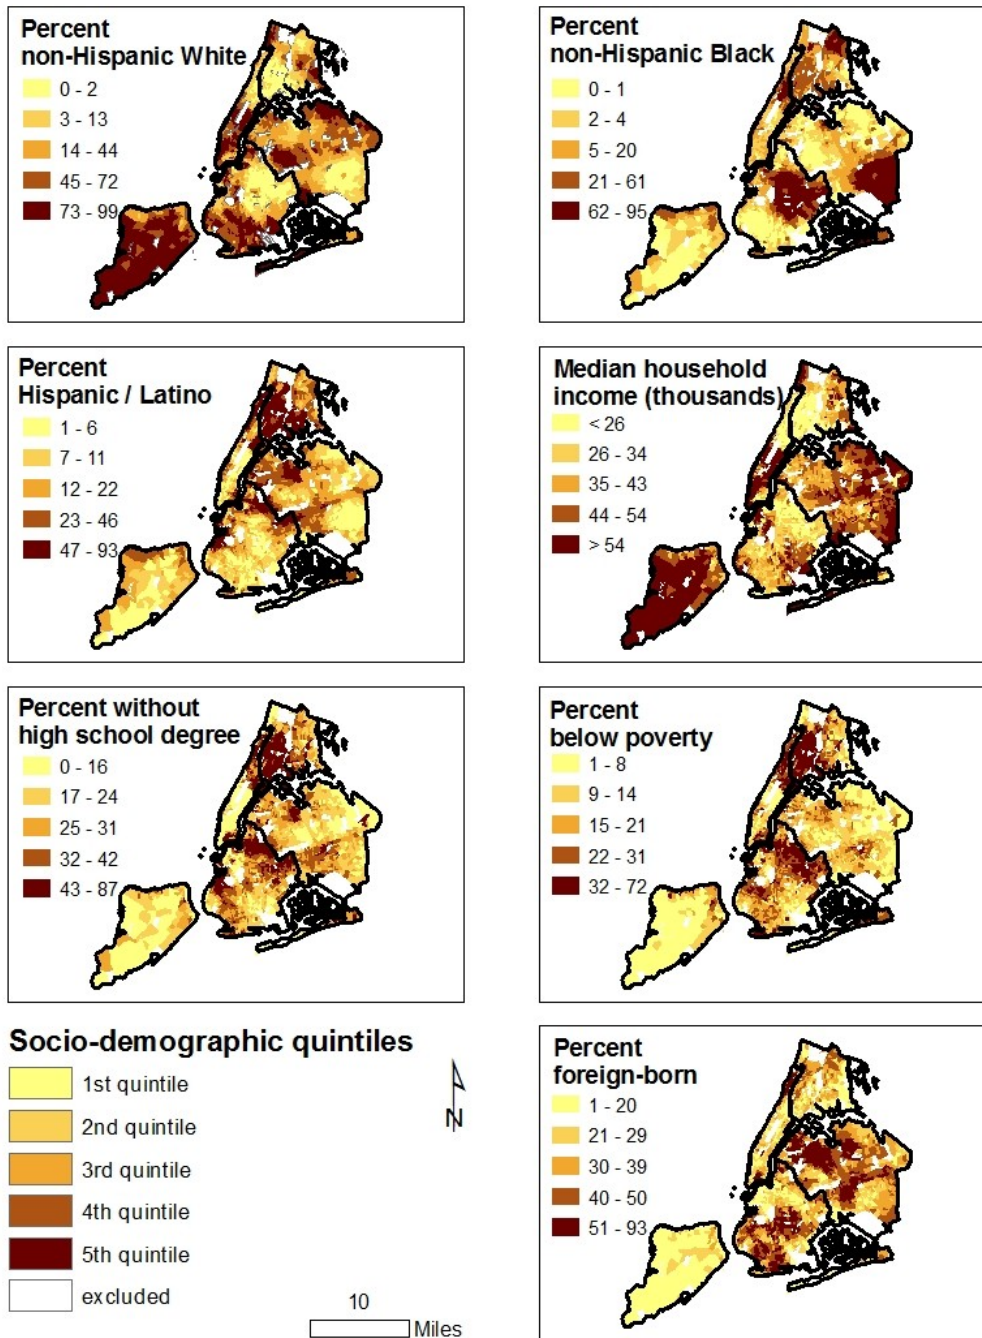 Percent
non-Hispanic White
0 - 2
3 - 13
14 - 44
45 - 72
73 - 99
Percent
non-Hispanic Black
0 - 1
2 - 4
5 - 20
21 - 61
62 - 95
Percent
Hispanic / Latino
1 - 6
7 - 11
12 - 22
23 - 46
47 - 93
Median household
income (thousands)
< 26
26 - 34
35 - 43
44 - 54
> 54
Percent without
high school degree
0 - 16
17 - 24
25 - 31
32 - 42
43 - 87
Percent
below poverty
1 - 8
9 - 14
15 - 21
22 - 31
32 - 72
Socio-demographic quintiles
1st quintile
2nd quintile
3rd quintile
4th quintile
5th quintile
excluded
N
10
Miles
Percent
foreign-born
1 - 20
21 - 29
30 - 39
40 - 50
51 - 93